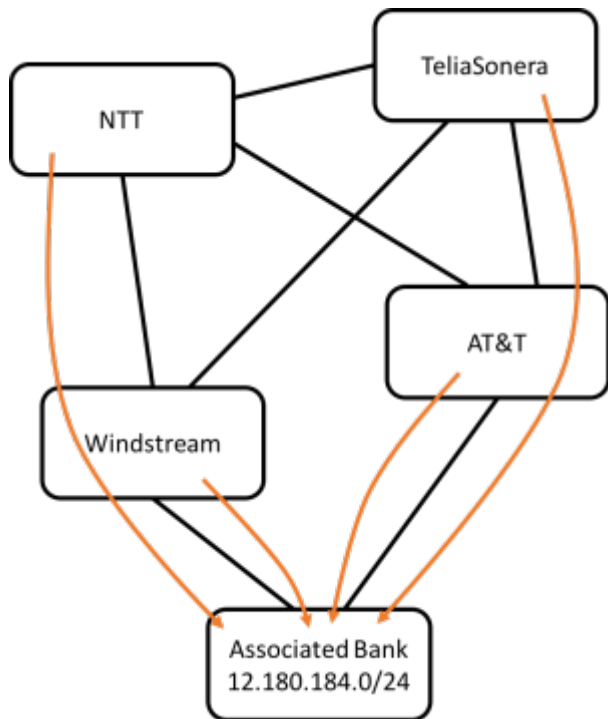 TeliaSonera
NTT
AT&T
Windstream
Associated Bank
12.180.184.0/24